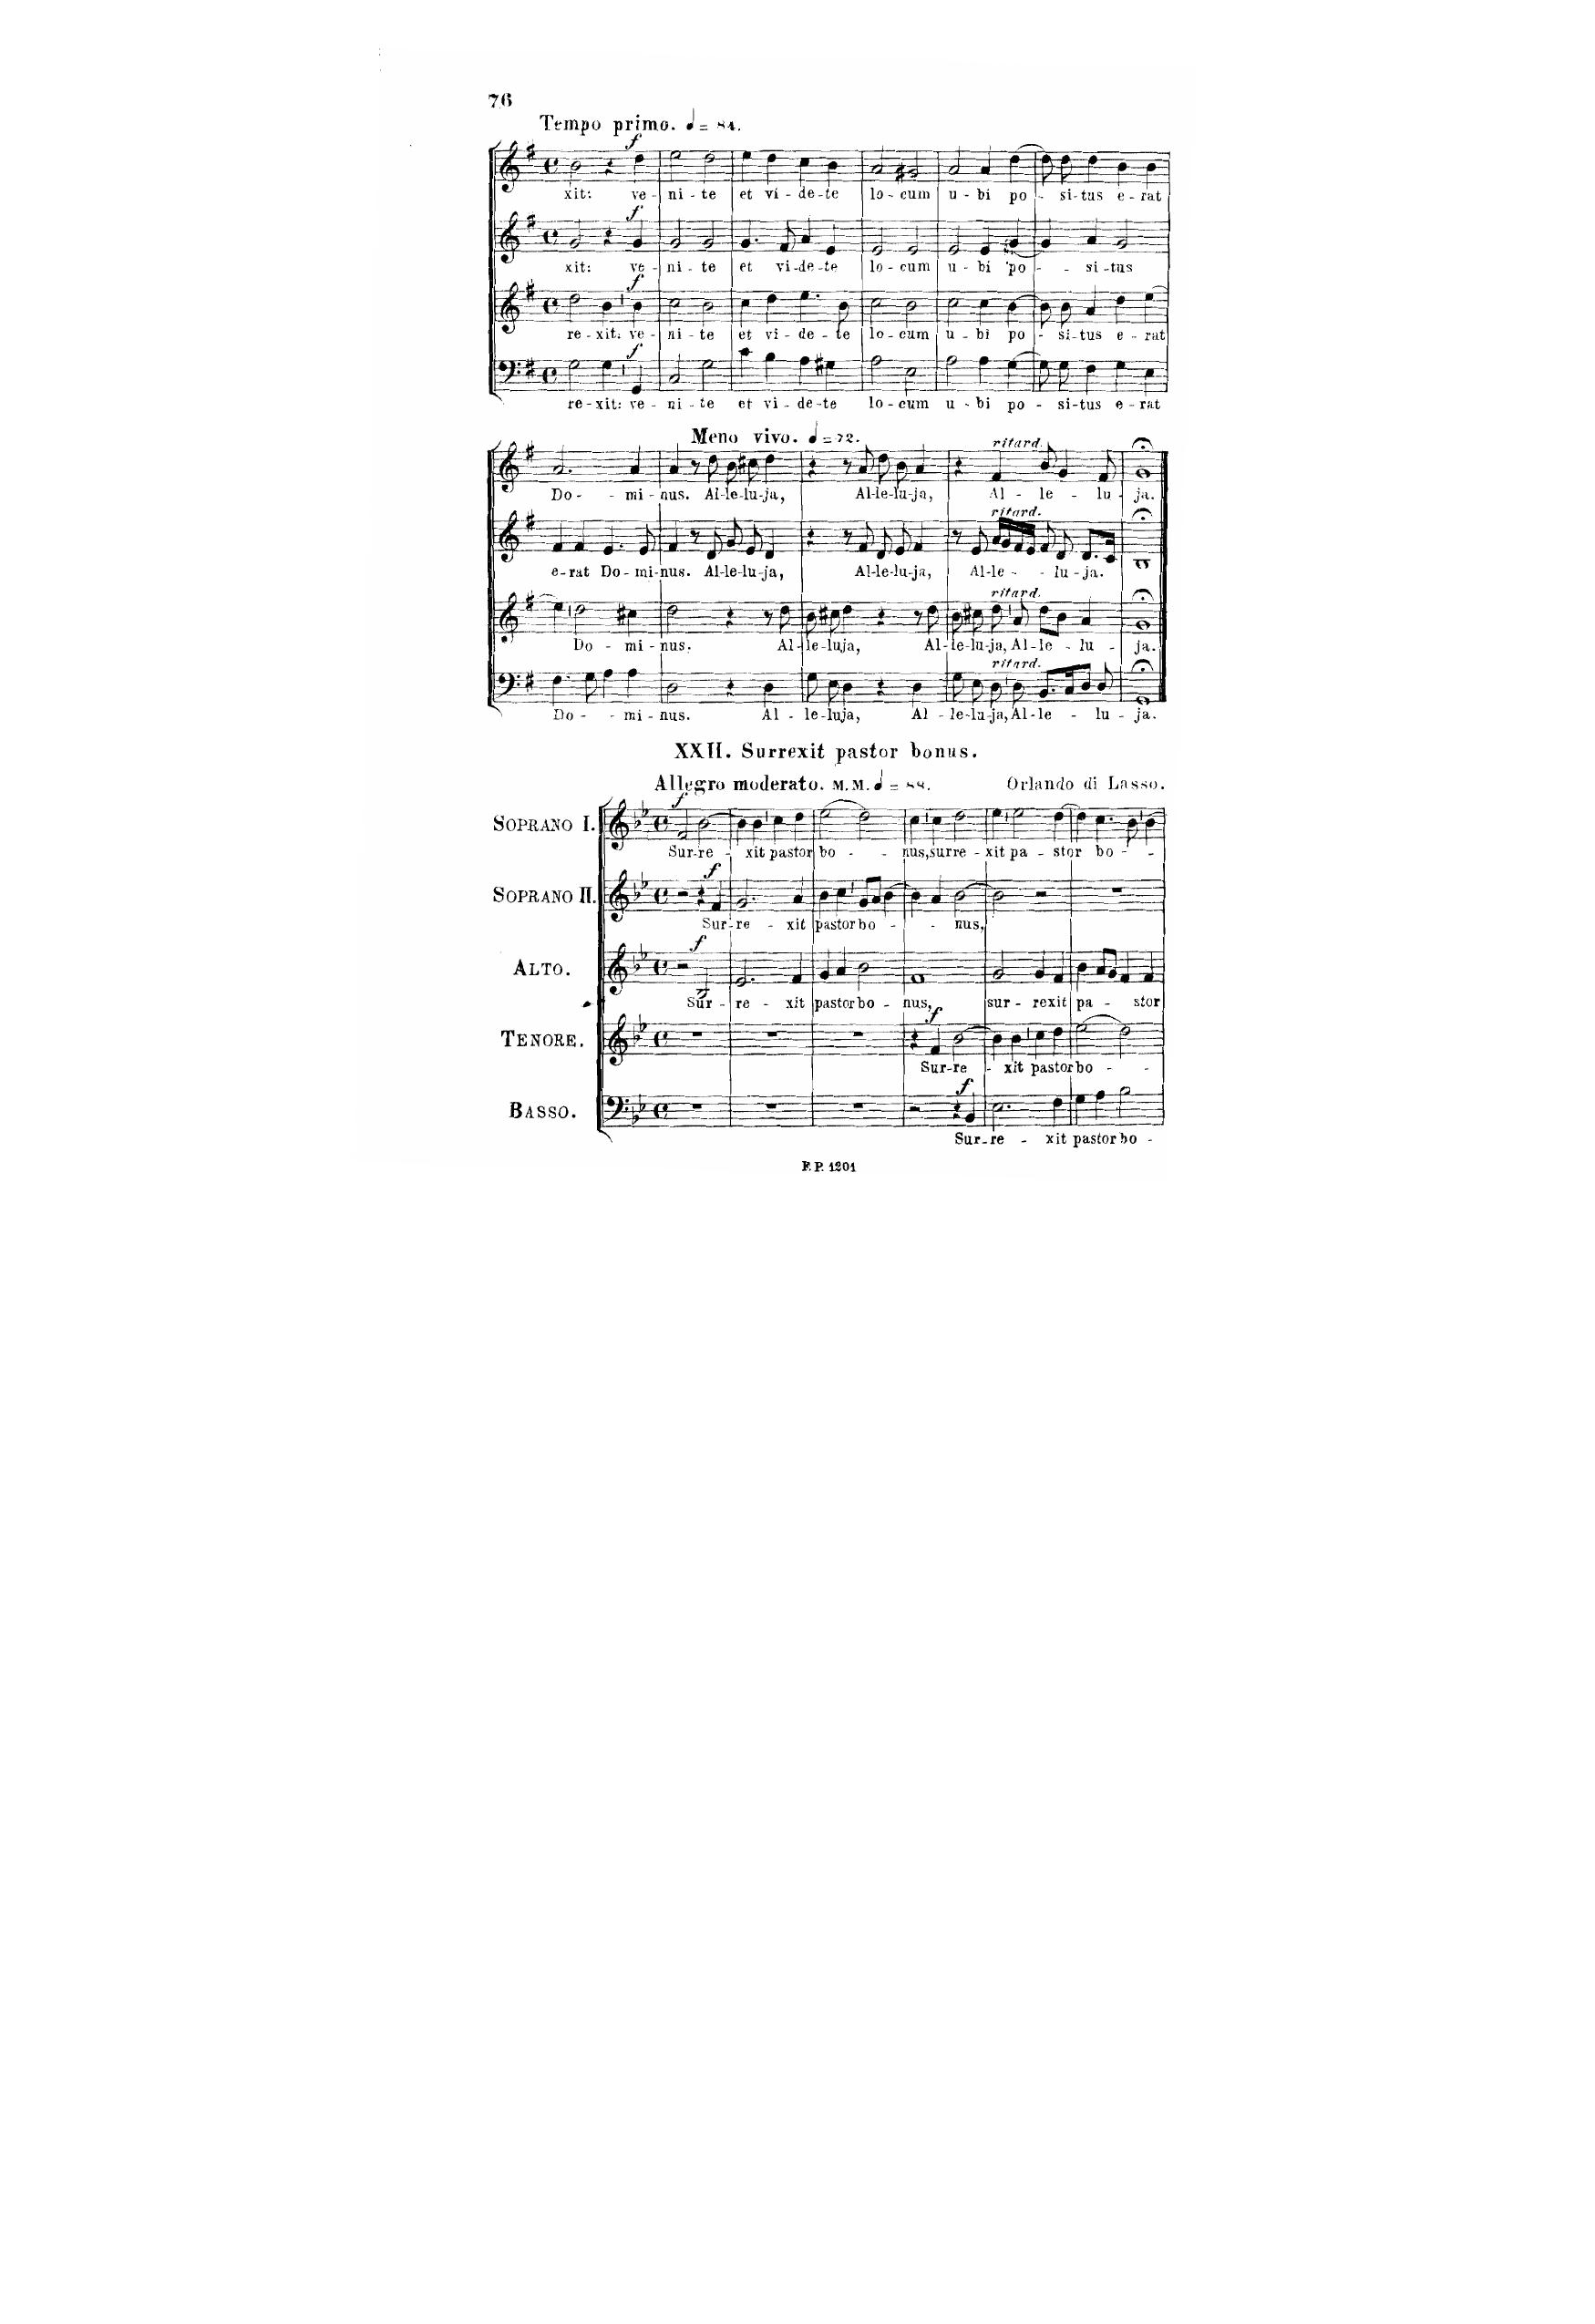 76
Tempo primo. = 84.
f
xit: ve - ni - te et vi - de - te lo - cum u - bi po - si - tus e - rat
f
xit: ve - ni - te et vi - de - te lo - cum u - bi po - - si - tus
f
re - xit: ve - ni - te et vi - de - te lo - cum u - bi po - si - tus e - rat
f
re - xit: ve - ni - te et vi - de - te lo - cum u - bi po - si - tus e - rat
Meno vivo. = 72.
ritard.
Do - - mi - nus. Al - le - lu - ja, Al - le - lu - ja, Al - le - lu - ja.
ritard.
e - rat Do - mi - nus. Al - le - lu - ja, Al - le - lu - ja, Al - le - - lu - ja.
ritard.
Do - mi - nus. Al - le - luja, Al - le - lu - ja, Al - le - lu - ja.
ritard.
Do - - mi - nus. Al - le - luja, Al - le - lu - ja, Al - le - lu - ja.
XXII. Surrexit pastor bonus.
Allegro moderato. M.M. = 88. Orlando di Lasso.
f
SOPRANO I.
Sur - re - xit pastor bo - - nus, surre - xit pa - stor bo - -
f
SOPRANO II.
Sur - re - xit pastor bo - - nus,
f
ALTO.
Sur - re - xit pastor bo - nus, sur - rexit pa - stor
f
TENORE.
Sur - re - xit pastor bo - -
f
BASSO.
Sur - re - xit pastor bo -
F. P. 1201